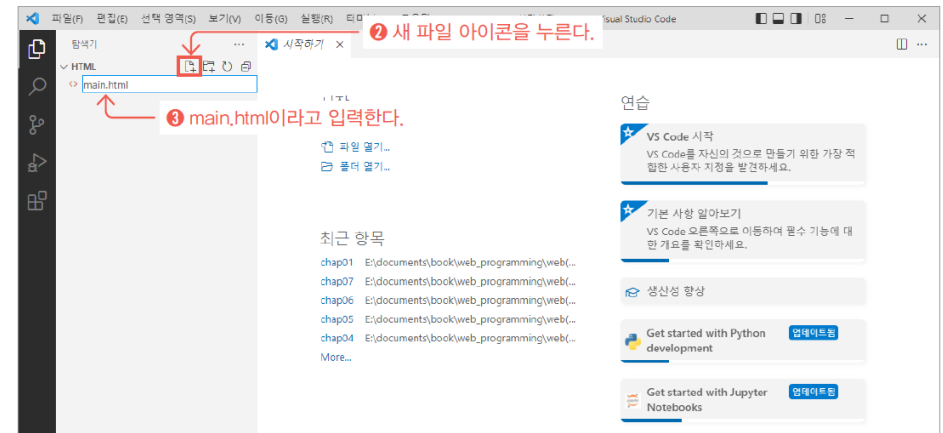 파일(F) 편집(E) 선택 영역(S) 보기(V) 이동(G) 실행(R) Visual Studio Code
❷ 새 파일 아이콘을 누른다.
탐색기
시작하기
HTML
main.html
❸ main.html이라고 입력한다.
파일 열기...
폴더 열기...
최근 항목
chap01 E:\documents\book\web_programming\web(...
chap07 E:\documents\book\web_programming\web(...
chap06 E:\documents\book\web_programming\web(...
chap05 E:\documents\book\web_programming\web(...
chap04 E:\documents\book\web_programming\web(...
More...
연습
VS Code 시작
VS Code를 자신의 것으로 만들기 위한 가장 적
합한 사용자 지정을 발견하세요.
기본 사항 알아보기
VS Code 오른쪽으로 이동하여 필수 기능에 대
한 개요를 확인하세요.
생산성 향상
Get started with Python 업데이트됨
development
Get started with Jupyter 업데이트됨
Notebooks